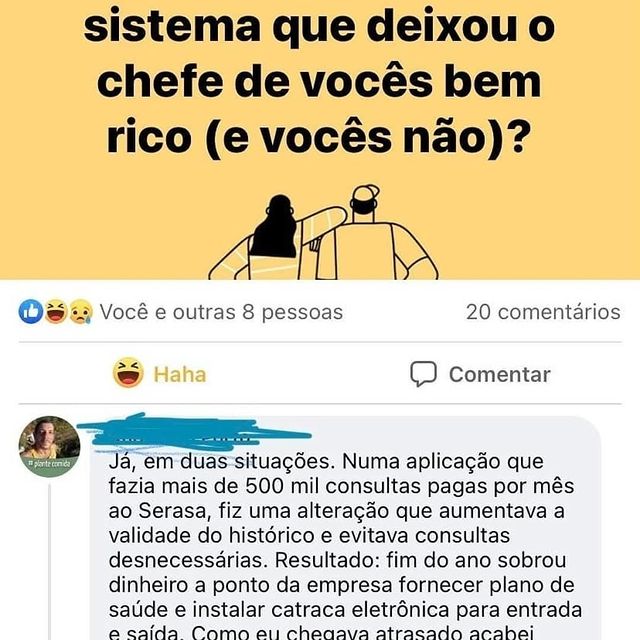 sistema que deixou o
chefe de vocês bem
rico (e vocês não)?
Você e outras 8 pessoas
20 comentários
Haha
Comentar
plante comida
Já, em duas situações. Numa aplicação que
fazia mais de 500 mil consultas pagas por mês
ao Serasa, fiz uma alteração que aumentava a
validade do histórico e evitava consultas
desnecessárias. Resultado: fim do ano sobrou
dinheiro a ponto da empresa fornecer plano de
saúde e instalar catraca eletrônica para entrada
e saída. Como eu chegava atrasado acabei